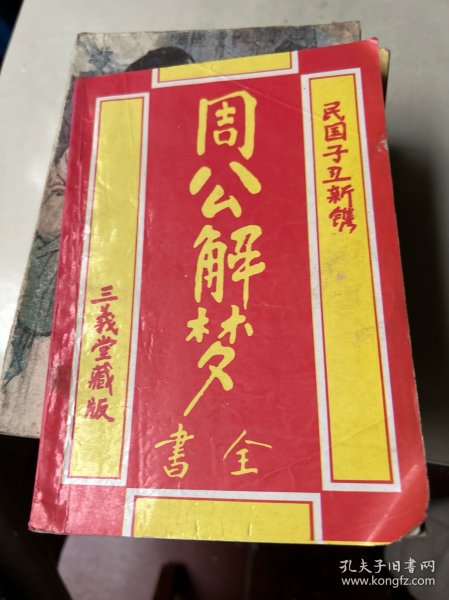 民国子丑新镌
周公解梦
全書
三義堂藏版
孔夫子旧书网
www.kongfz.com